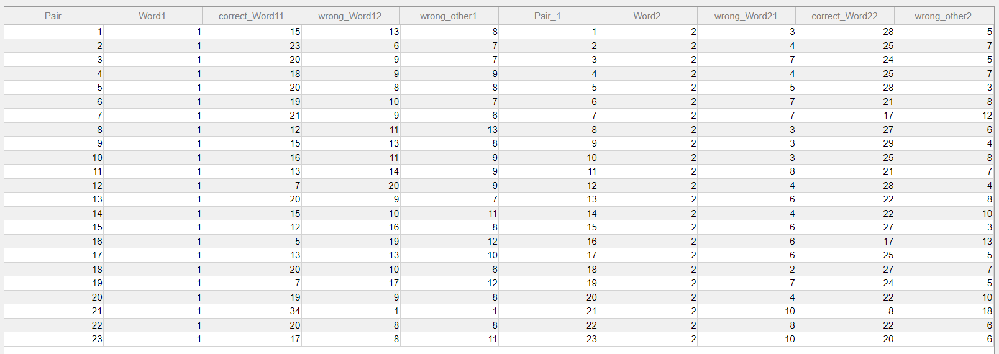 Pair Word1 correct_Word11 wrong_Word12 wrong_other1 Pair_1 Word2 wrong_Word21 correct_Word22 wrong_other2
1 1 15 13 8 1 2 3 28 5
2 1 23 6 7 2 2 4 25 7
3 1 20 9 7 3 2 7 24 5
4 1 18 9 9 4 2 4 25 7
5 1 20 8 8 5 2 5 28 3
6 1 19 10 7 6 2 7 21 8
7 1 21 9 6 7 2 7 17 12
8 1 12 11 13 8 2 3 27 6
9 1 15 13 8 9 2 3 29 4
10 1 16 11 9 10 2 3 25 8
11 1 13 14 9 11 2 8 21 7
12 1 7 20 9 12 2 4 28 4
13 1 20 9 7 13 2 6 22 8
14 1 15 10 11 14 2 4 22 10
15 1 12 16 8 15 2 6 27 3
16 1 5 19 12 16 2 6 17 13
17 1 13 13 10 17 2 6 25 5
18 1 20 10 6 18 2 2 27 7
19 1 7 17 12 19 2 7 24 5
20 1 19 9 8 20 2 4 22 10
21 1 34 1 1 21 2 10 8 18
22 1 20 8 8 22 2 8 22 6
23 1 17 8 11 23 2 10 20 6